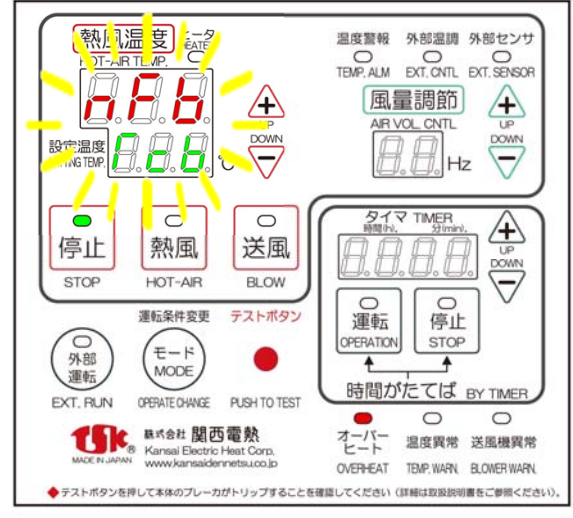 熱風温度 ヒータ
HOT-AIR TEMP. HEATER
nFb
設定温度
SETTING TEMP. ℃
UP
DOWN
温度警報 外部温調 外部センサ
TEMP. ALM EXT. CNTL EXT. SENSOR
風量調節
AIR VOL. CNTL
Hz
UP
DOWN
停止 熱風 送風
STOP HOT-AIR BLOW
タイマ TIMER
時間(h). 分(min).
8.8.8.8.
UP
DOWN
運転 停止
OPERATION STOP
時間がたてば BY TIMER
運転条件変更 テストボタン
外部
運転
モード
MODE
EXT. RUN OPERATE CHANGE PUSH TO TEST
オーバー
ヒート 温度異常 送風機異常
OVERHEAT TEMP. WARN. BLOWER WARN.
TSK®
MADE IN JAPAN
株式会社 関西電熱
Kansai Electric Heat Corp.
www.kansaidennetsu.co.jp
◆テストボタンを押して本体のブレーカがトリップすることを確認してください（詳細は取扱説明書をご参照ください）。